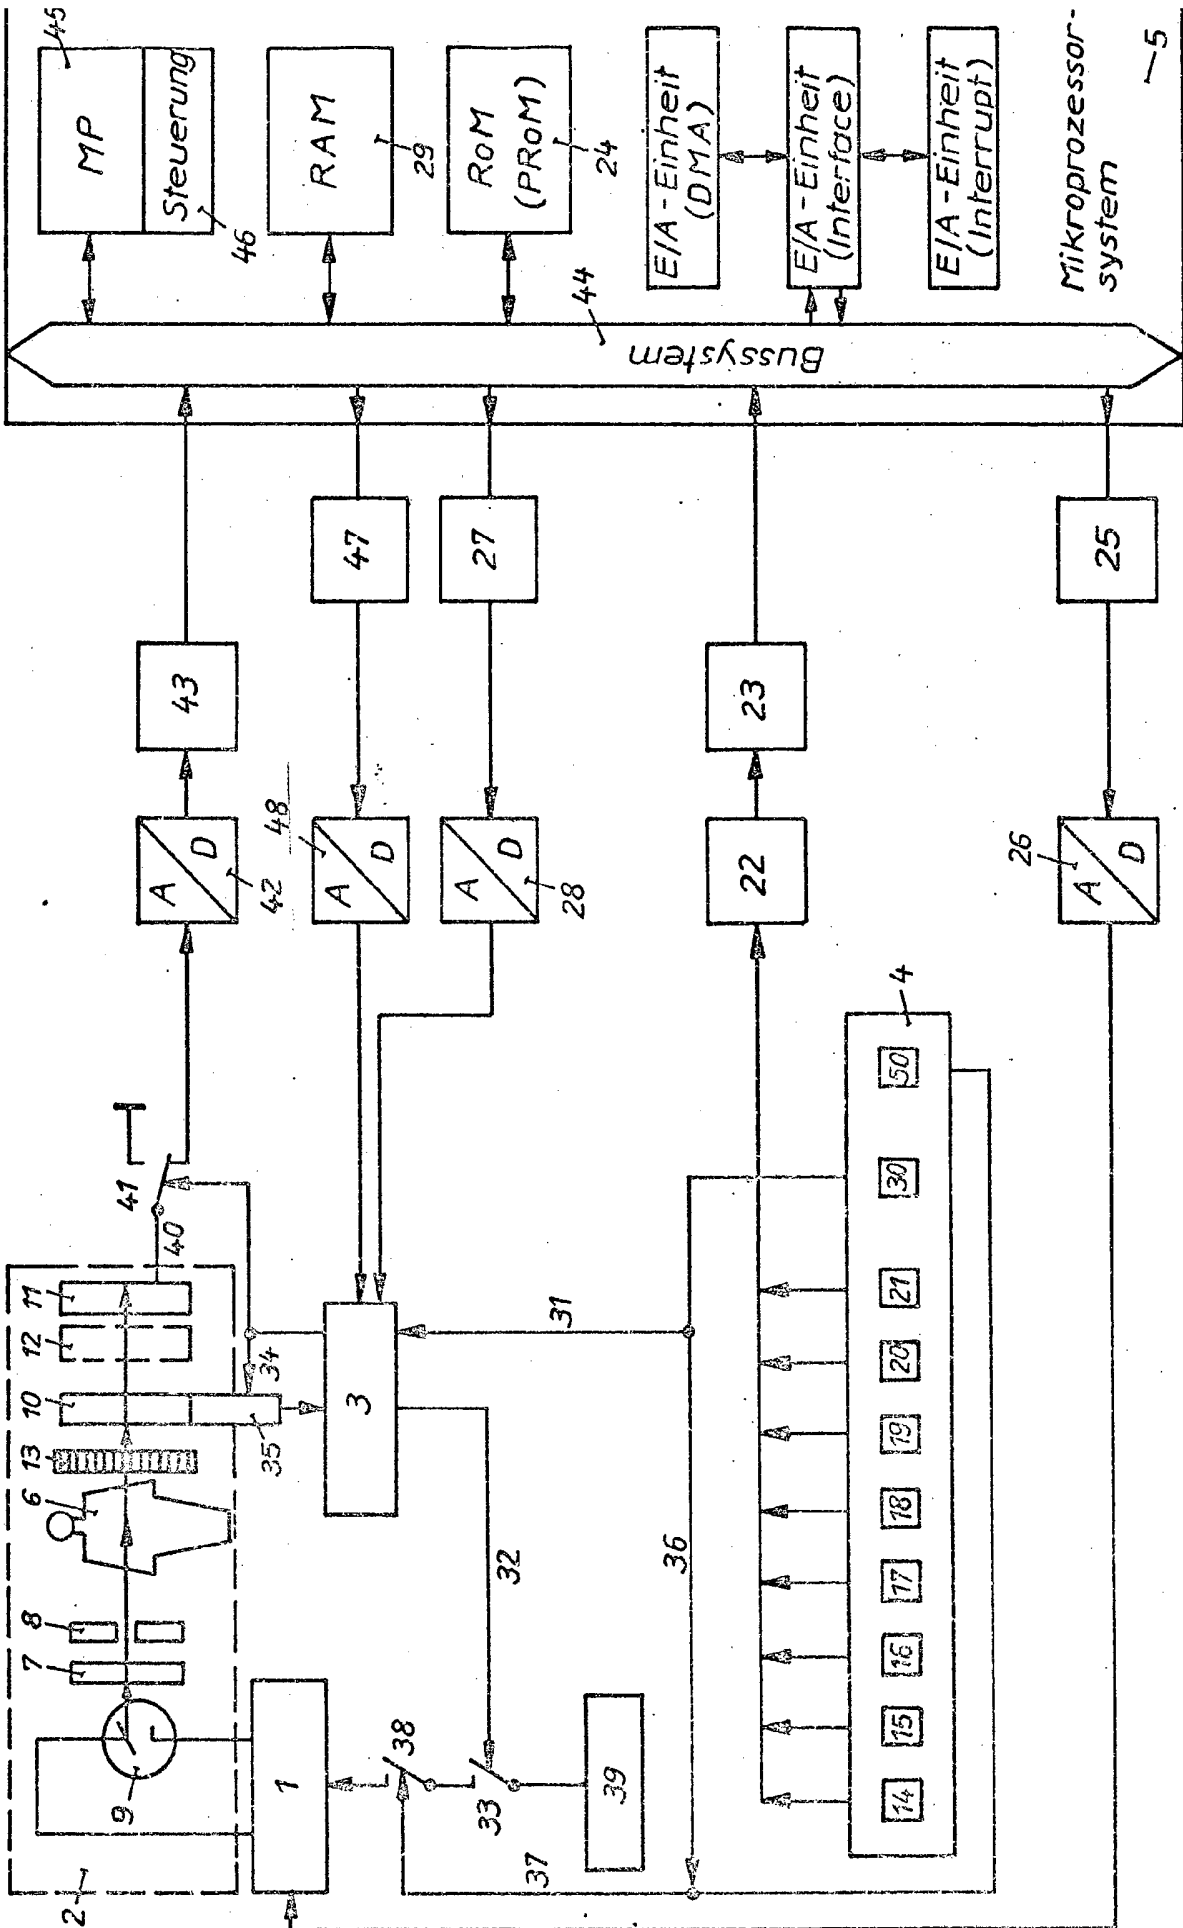 2
9
7
8
6
13
10
12
11
40
41
34
35
1
38
33
39
37
3
32
31
36
A
D
42
43
A
D
48
47
A
D
28
27
22
23
A
D
26
25
14
15
16
17
18
19
20
21
30
50
4
Bussystem
44
MP
45
Steuerung
46
RAM
29
RoM
(PRoM)
24
E/A-Einheit
(DMA)
E/A-Einheit
(Interface)
E/A-Einheit
(Interrupt)
Mikroprozessor-
system
5